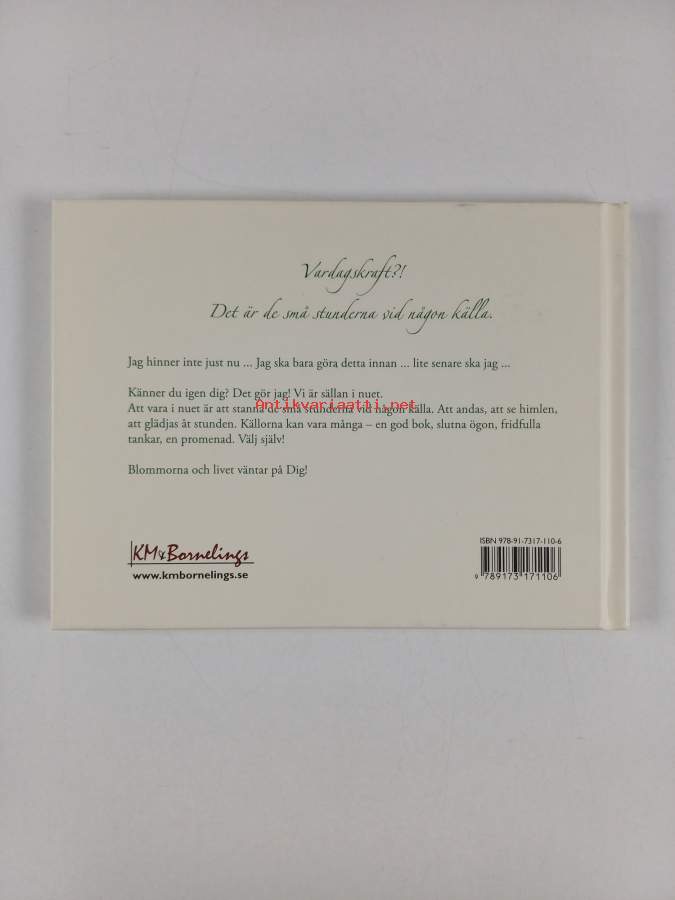 Vardagskraft?!
Det är de små stunderna vid någon källa.
Jag hinner inte just nu ... Jag ska bara göra detta innan ... lite senare ska jag ...
Känner du igen dig? Det gör jag! Vi är sällan i nuet.
Antikvariaatti.net
Att vara i nuet är att stanna de små stunderna vid någon källa. Att andas, att se himlen,
att glädjas åt stunden. Källorna kan vara många – en god bok, slutna ögon, fridfulla
tankar, en promenad. Välj själv!
Blommorna och livet väntar på Dig!
KM & Bornelings
www.kmbornelings.se
ISBN 978-91-7317-110-6
9 789173 171106